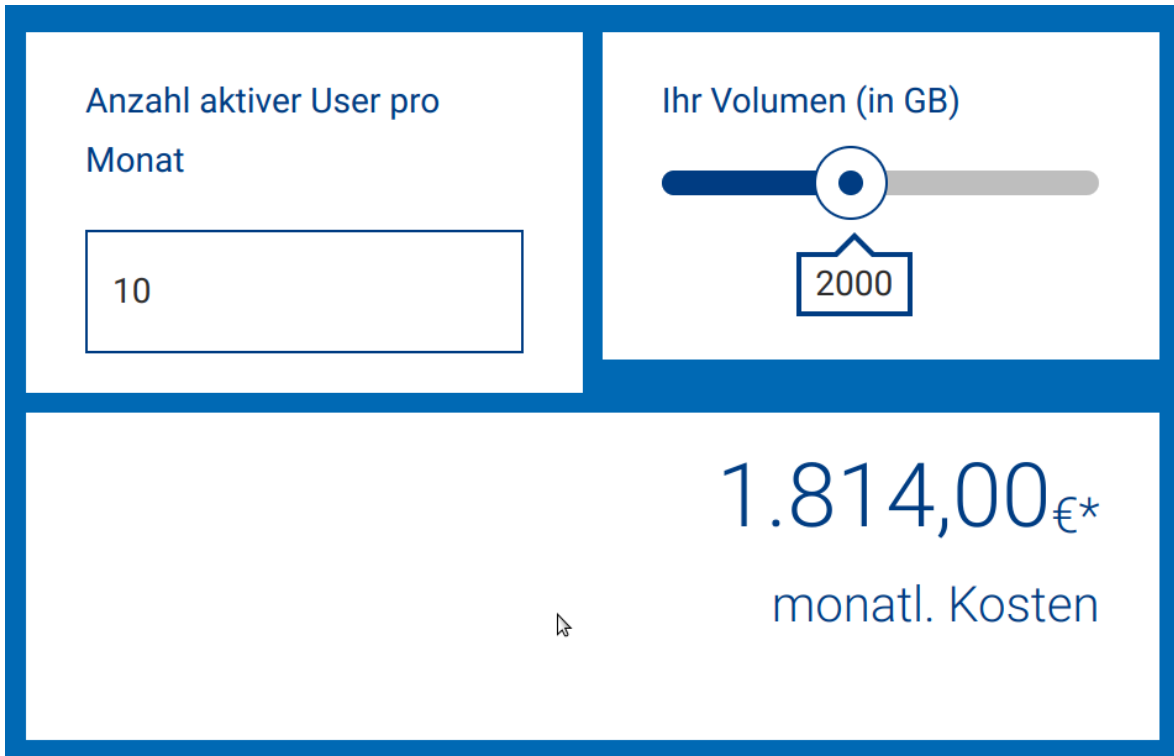 Anzahl aktiver User pro
Monat
10
Ihr Volumen (in GB)
2000
1.814,00€*
monatl. Kosten